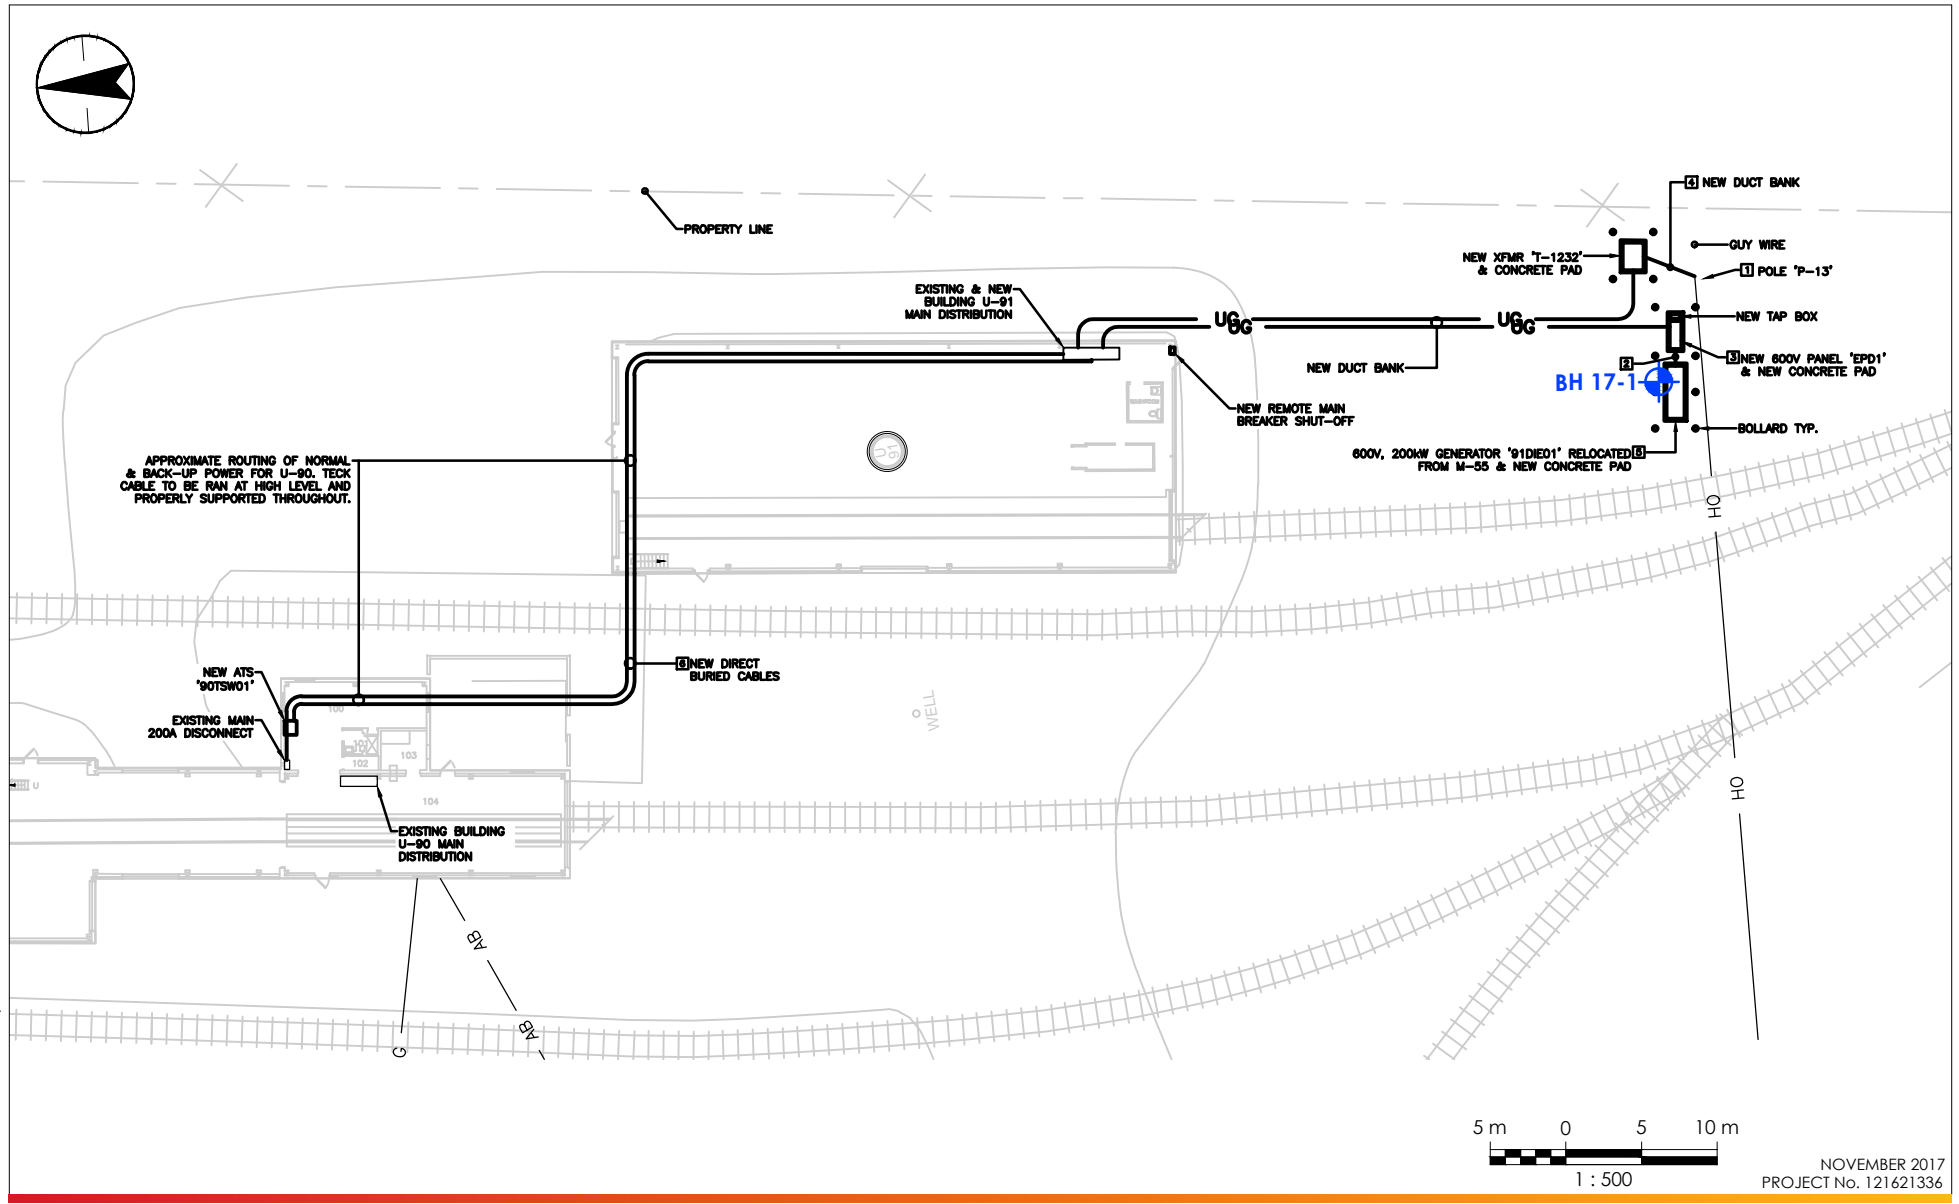 4 NEW DUCT BANK
PROPERTY LINE
GUY WIRE
NEW XFMR 'T-1232'
& CONCRETE PAD
1 POLE 'P-13'
EXISTING & NEW
BUILDING U-91
MAIN DISTRIBUTION
UG
UG
UG
UG
NEW TAP BOX
NEW DUCT BANK
2
3 NEW 600V PANEL 'EPD1'
& NEW CONCRETE PAD
BH 17-1
NEW REMOTE MAIN
BREAKER SHUT-OFF
BOLLARD TYP.
600V, 200kW GENERATOR '91DIE01' RELOCATED 5
FROM M-55 & NEW CONCRETE PAD
U
91
APPROXIMATE ROUTING OF NORMAL
& BACK-UP POWER FOR U-90. TECK
CABLE TO BE RAN AT HIGH LEVEL AND
PROPERLY SUPPORTED THROUGHOUT.
OH
NEW ATS
'90TSW01'
6 NEW DIRECT
BURIED CABLES
EXISTING MAIN
200A DISCONNECT
100
101
102
103
104
WELL
U
OH
EXISTING BUILDING
U-90 MAIN
DISTRIBUTION
AB
AB
G
5 m 0 5 10 m
1 : 500
NOVEMBER 2017
PROJECT No. 121621336